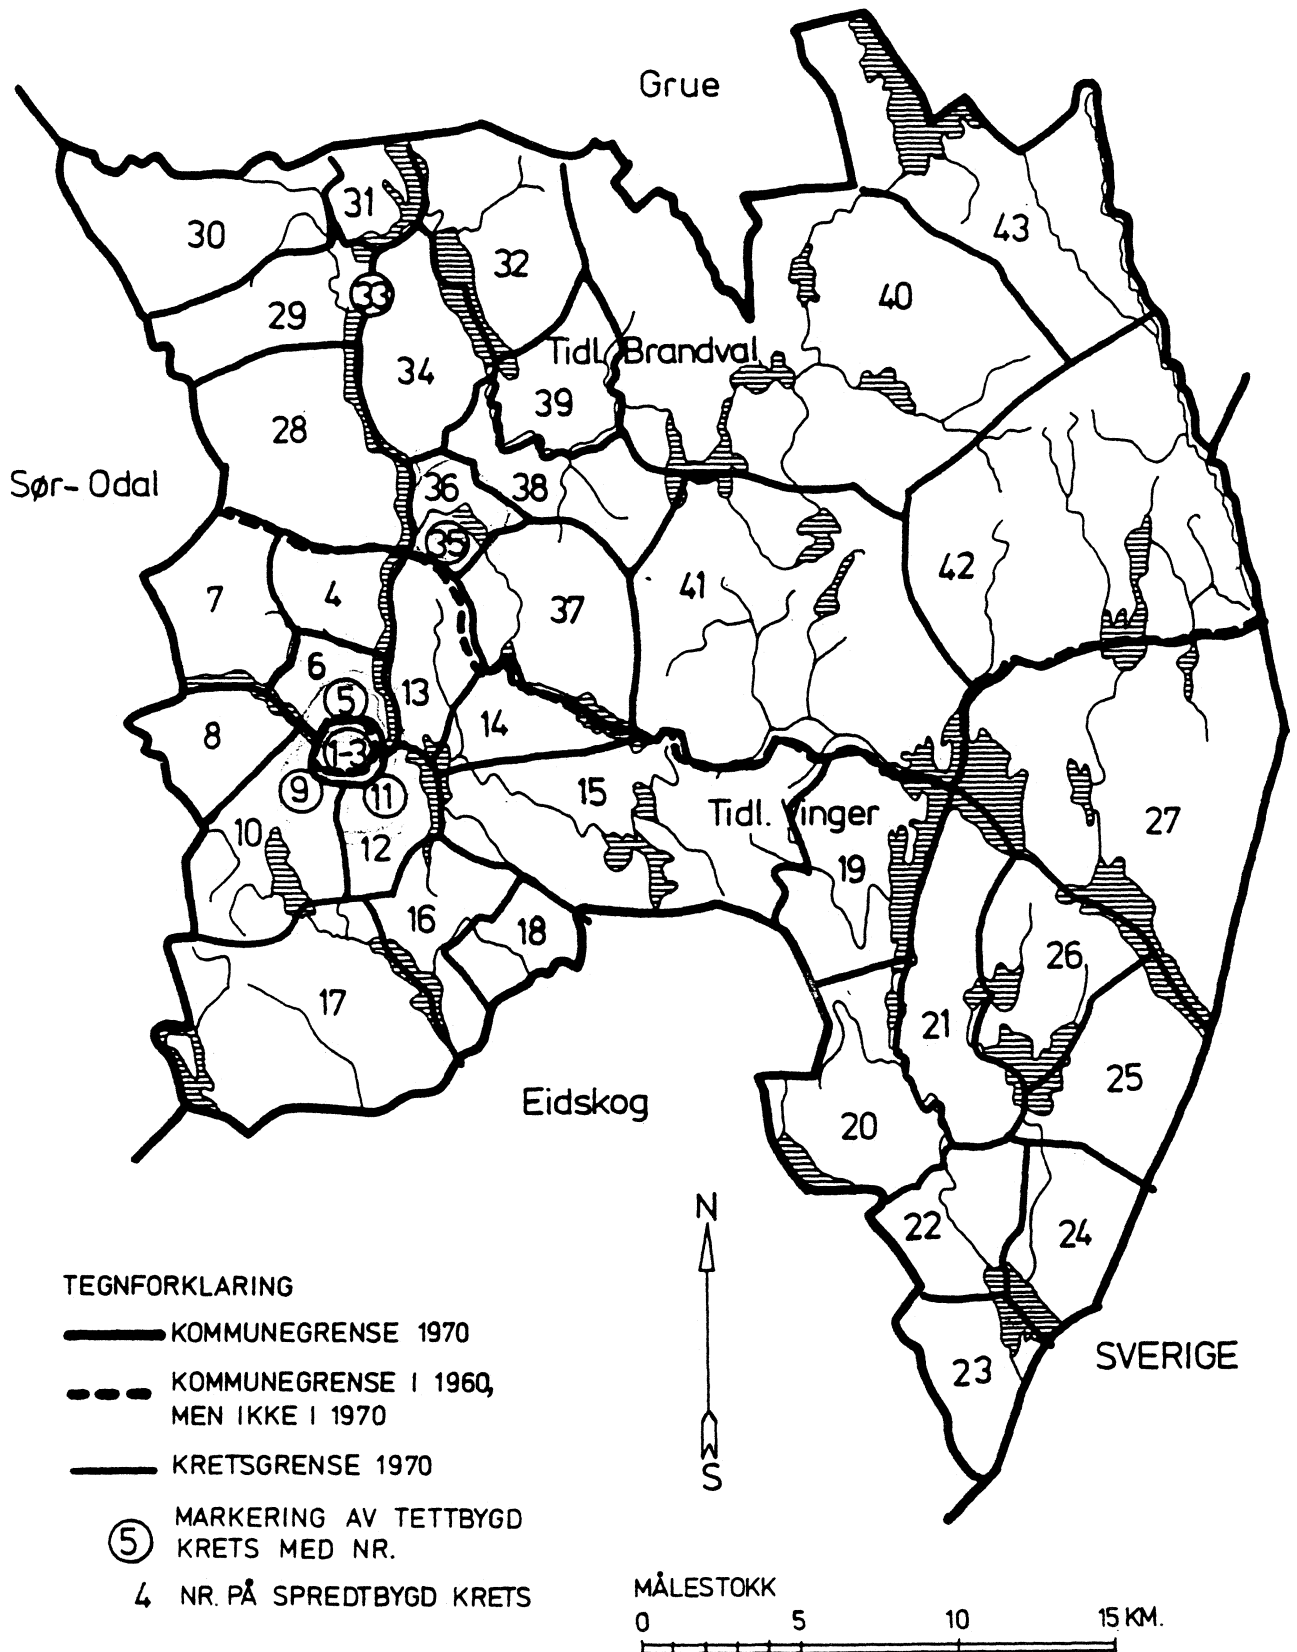 Grue
43
31
30
32
40
33
29
Tidl. Brandval
34
39
28
Sør-Odal
36
38
35
42
7
4
41
37
6
13
5
14
8
1-3
9
11
15
Tidl. Vinger
27
10
12
19
16
18
26
17
21
25
Eidskog
20
N
22
24
TEGNFORKLARING
KOMMUNEGRENSE 1970
SVERIGE
KOMMUNEGRENSE I 1960,
MEN IKKE I 1970
23
KRETSGRENSE 1970
S
5 MARKERING AV TETTBYGD
KRETS MED NR.
4 NR. PÅ SPREDTBYGD KRETS
MÅLESTOKK
0 5 10 15 KM.